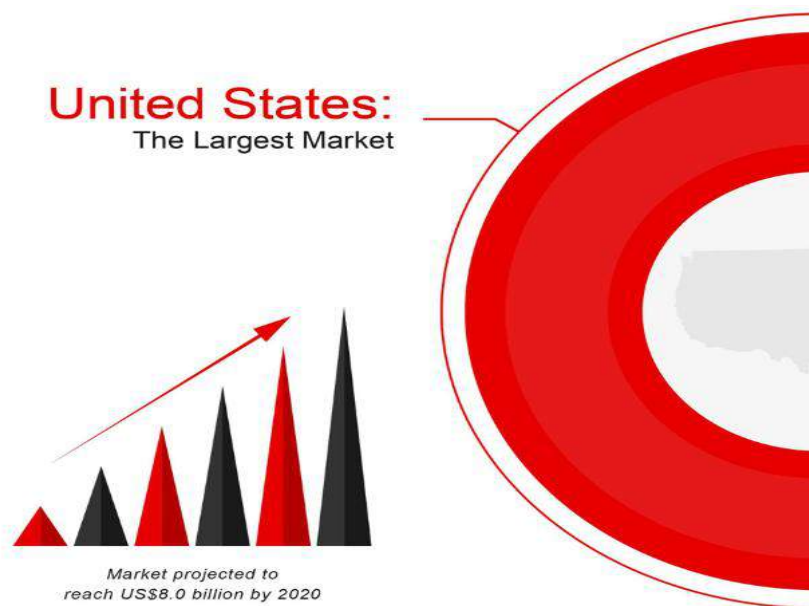 United States:
The Largest Market
Market projected to
reach US$8.0 billion by 2020